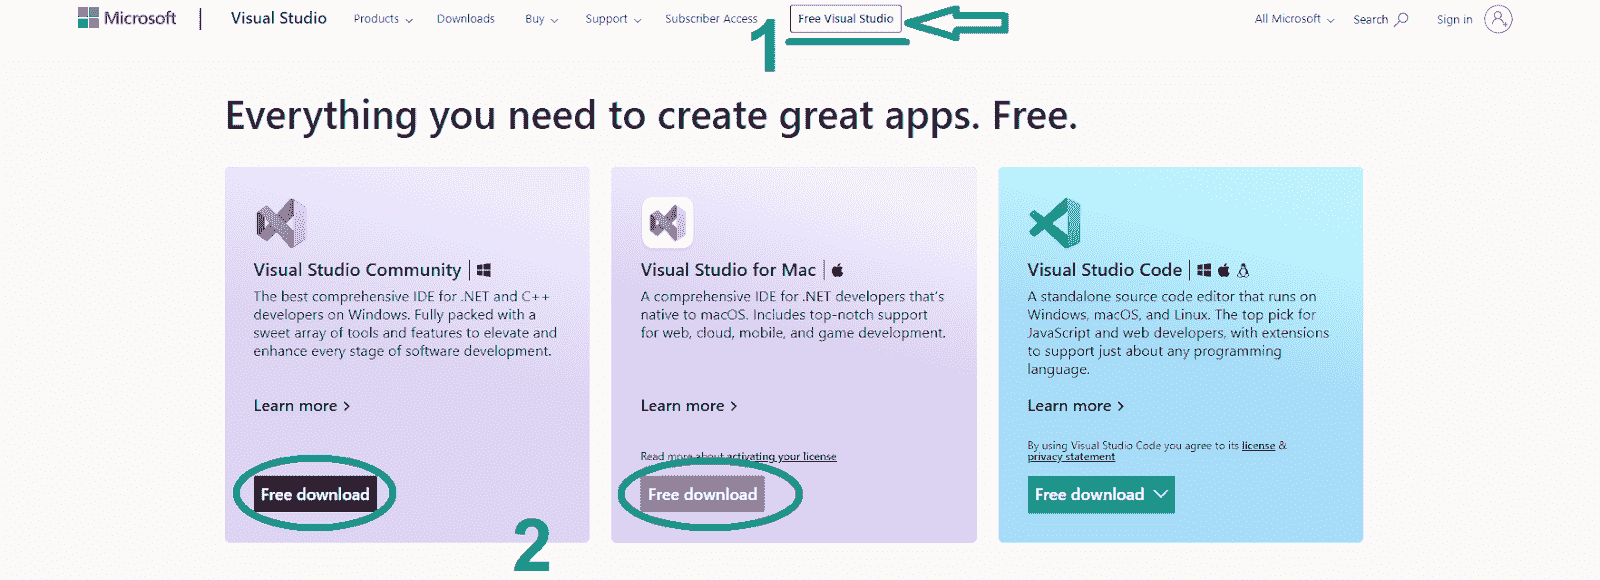 Microsoft | Visual Studio Products Downloads Buy Support Subscriber Access Free Visual Studio All Microsoft Search Sign in
1
Everything you need to create great apps. Free.
Visual Studio Community
The best comprehensive IDE for .NET and C++
developers on Windows. Fully packed with a
sweet array of tools and features to elevate and
enhance every stage of software development.
Learn more >
Free download
2
Visual Studio for Mac
A comprehensive IDE for .NET developers that's
native to macOS. Includes top-notch support
for web, cloud, mobile, and game development.
Learn more >
Read more about activating your license
Free download
Visual Studio Code
A standalone source code editor that runs on
Windows, macOS, and Linux. The top pick for
JavaScript and web developers, with extensions
to support just about any programming
language.
Learn more >
By using Visual Studio Code you agree to its license &
privacy statement
Free download